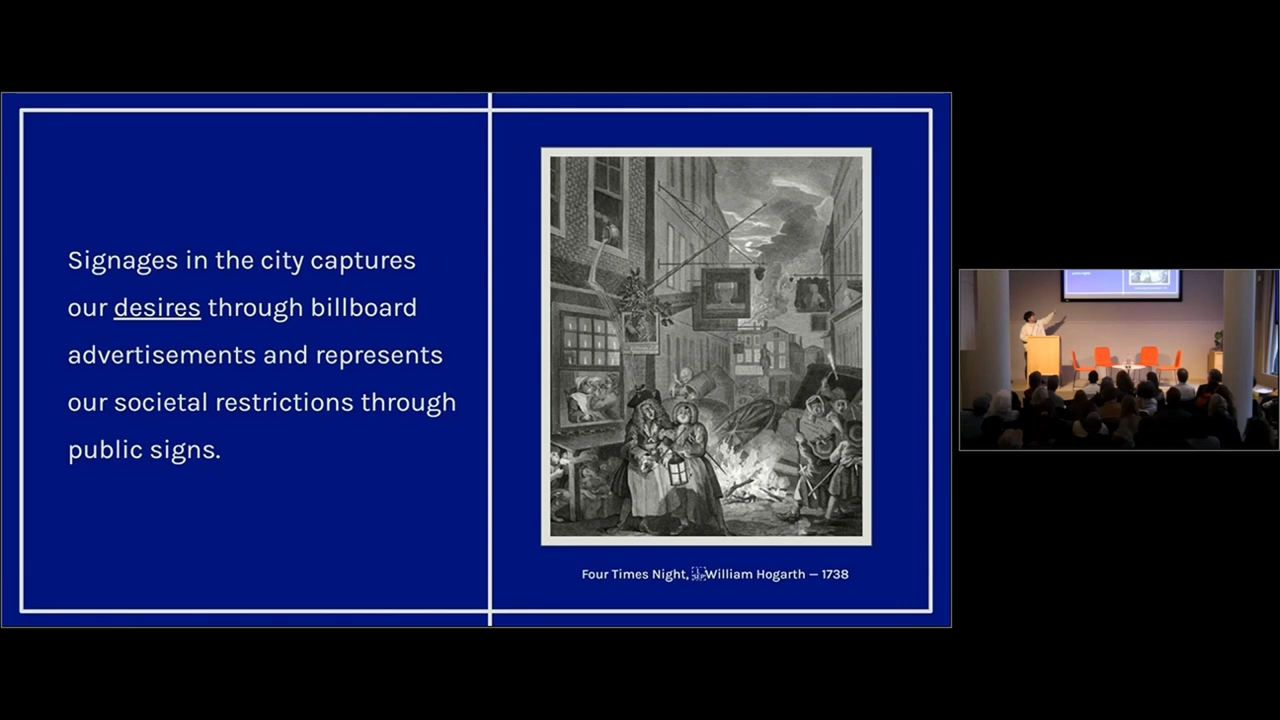 Signages in the city captures
our desires through billboard
advertisements and represents
our societal restrictions through
public signs.
Four Times Night, William Hogarth — 1738